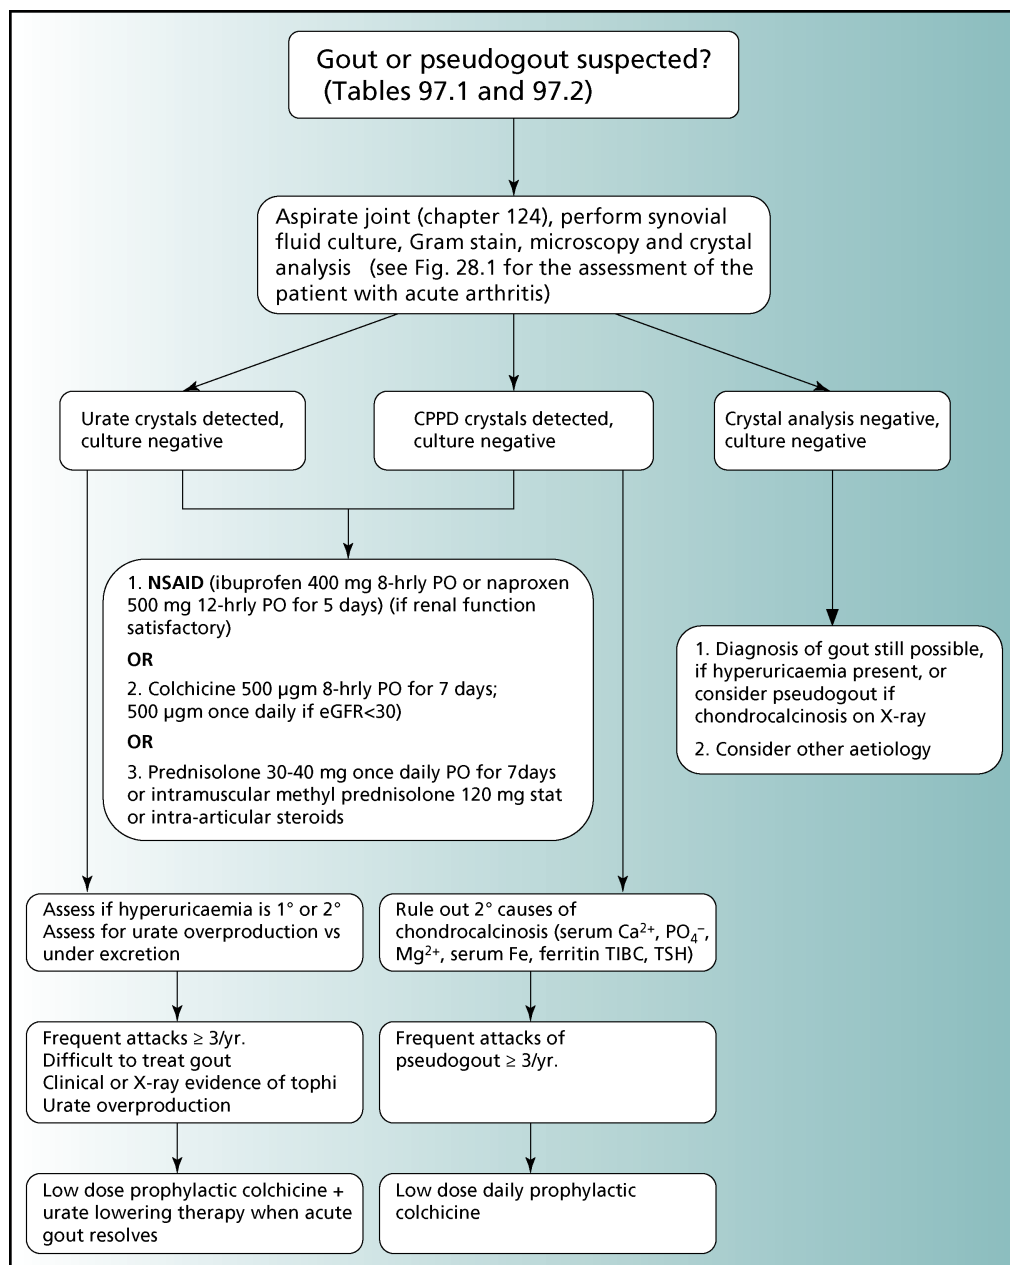 Gout or pseudogout suspected?
(Tables 97.1 and 97.2)
Aspirate joint (chapter 124), perform synovial
fluid culture, Gram stain, microscopy and crystal
analysis (see Fig. 28.1 for the assessment of the
patient with acute arthritis)
Urate crystals detected,
culture negative
CPPD crystals detected,
culture negative
Crystal analysis negative,
culture negative
1. NSAID (ibuprofen 400 mg 8-hrly PO or naproxen
500 mg 12-hrly PO for 5 days) (if renal function
satisfactory)
OR
2. Colchicine 500 µgm 8-hrly PO for 7 days;
500 µgm once daily if eGFR<30)
OR
3. Prednisolone 30-40 mg once daily PO for 7days
or intramuscular methyl prednisolone 120 mg stat
or intra-articular steroids
1. Diagnosis of gout still possible,
if hyperuricaemia present, or
consider pseudogout if
chondrocalcinosis on X-ray
2. Consider other aetiology
Assess if hyperuricaemia is 1° or 2°
Assess for urate overproduction vs
under excretion
Rule out 2° causes of
chondrocalcinosis (serum Ca²⁺, PO₄⁻,
Mg²⁺, serum Fe, ferritin TIBC, TSH)
Frequent attacks ≥ 3/yr.
Difficult to treat gout
Clinical or X-ray evidence of tophi
Urate overproduction
Frequent attacks of
pseudogout ≥ 3/yr.
Low dose prophylactic colchicine +
urate lowering therapy when acute
gout resolves
Low dose daily prophylactic
colchicine